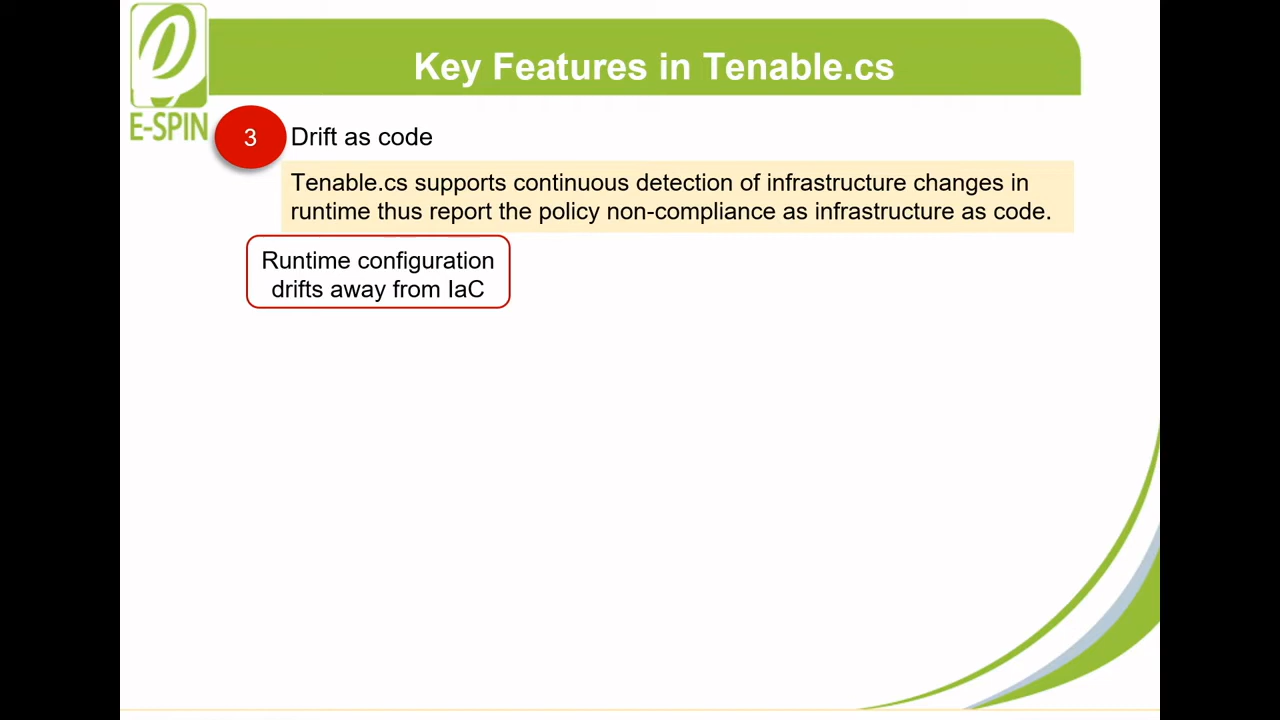 Key Features in Tenable.cs
E-SPIN
3
Drift as code
Tenable.cs supports continuous detection of infrastructure changes in
runtime thus report the policy non-compliance as infrastructure as code.
Runtime configuration
drifts away from IaC